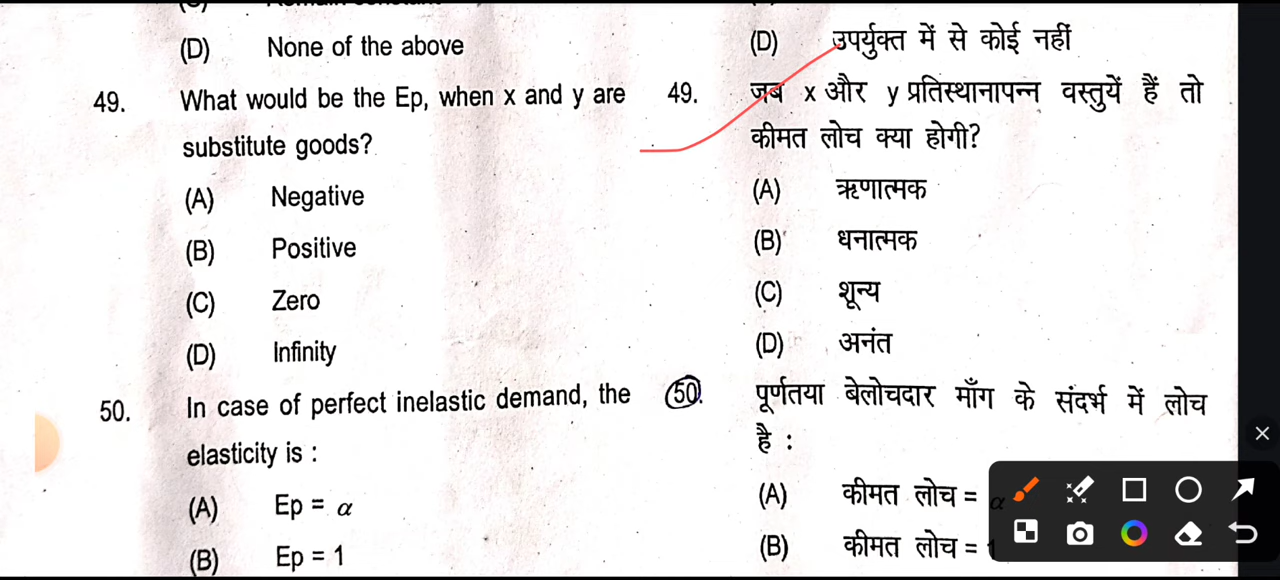 (D) None of the above
49. What would be the Ep, when x and y are
substitute goods?
(A) Negative
(B) Positive
(C) Zero
(D) Infinity
50. In case of perfect inelastic demand, the
elasticity is :
(A) Ep = α
(B) Ep = 1
(D) उपर्युक्त में से कोई नहीं
49. जब x और y प्रतिस्थानापन्न वस्तुयें हैं तो
कीमत लोच क्या होगी?
(A) ऋणात्मक
(B) धनात्मक
(C) शून्य
(D) अनंत
50. पूर्णतया बेलोचदार माँग के संदर्भ में लोच
है :
(A) कीमत लोच = α
(B) कीमत लोच = 1